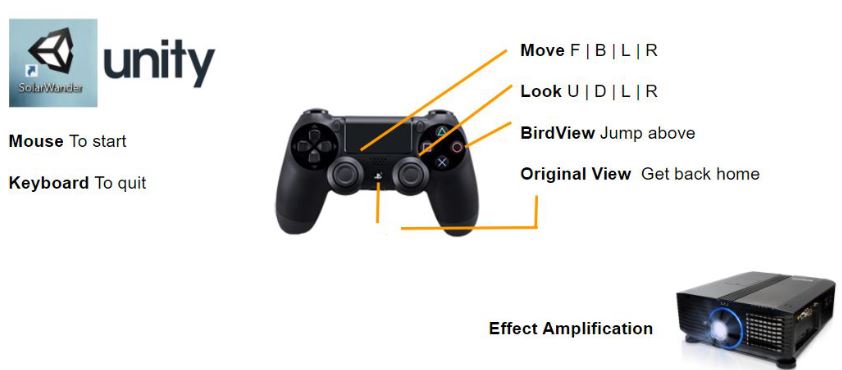 unity
SolarWander
Mouse To start
Keyboard To quit
Move F | B | L | R
Look U | D | L | R
BirdView Jump above
Original View Get back home
Effect Amplification